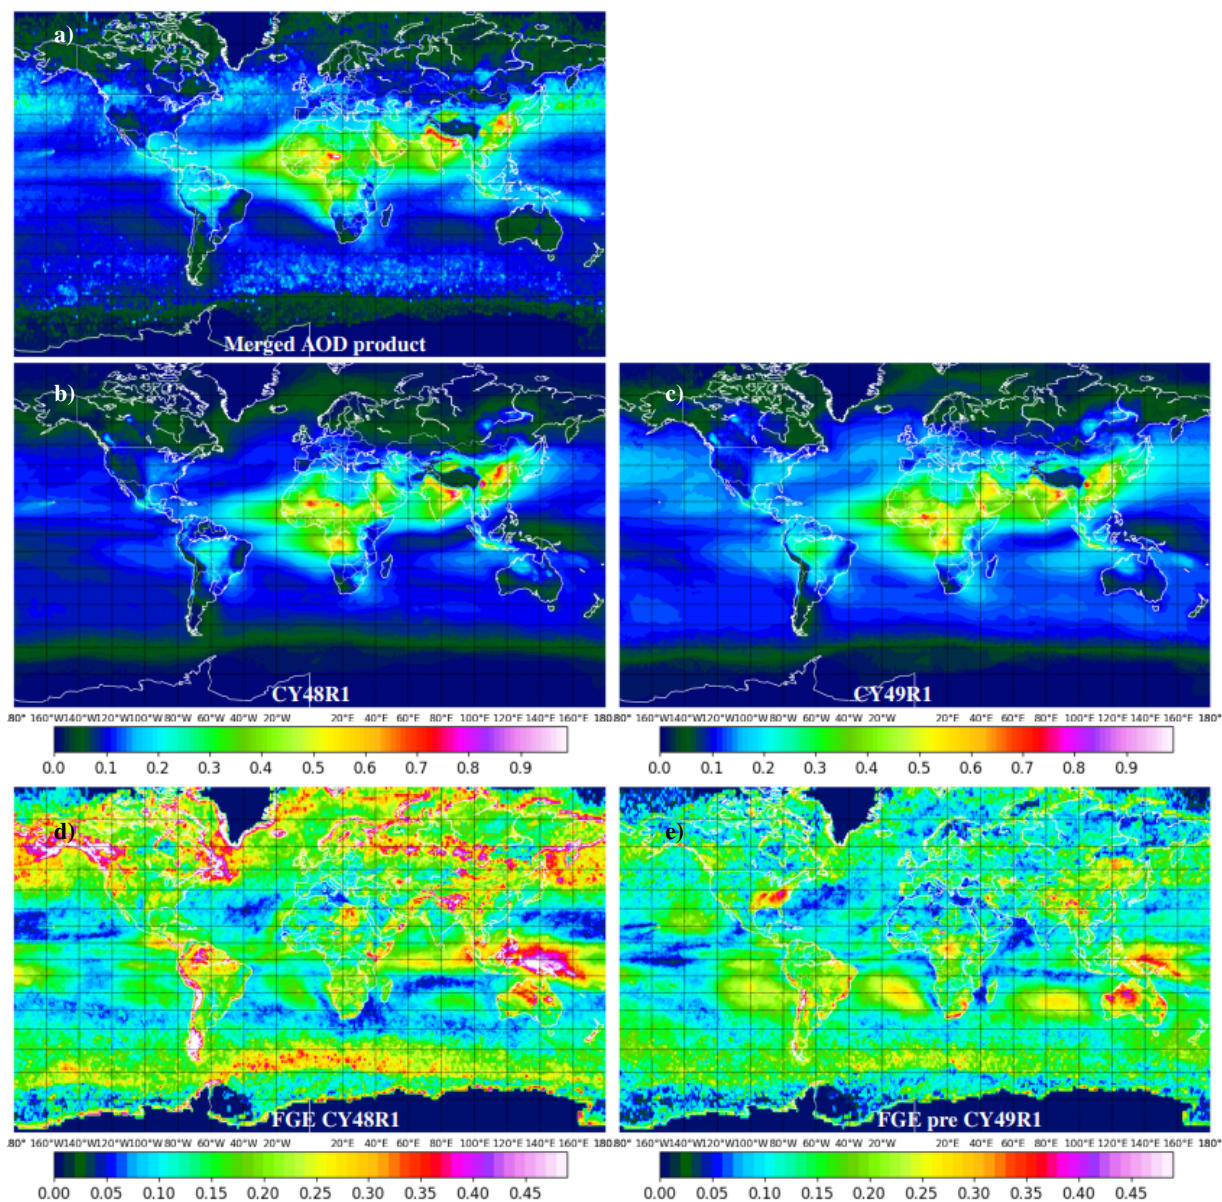 a)
Merged AOD product
b)
CY48R1
c)
CY49R1
80° 160°W140°W120°W100°W80°W 60°W 40°W 20°W 20°E 40°E 60°E 80°E 100°E 120°E 140°E 160°E 180.80° 160°W140°W120°W100°W80°W 60°W 40°W 20°W 20°E 40°E 60°E 80°E 100°E 120°E 140°E 160°E 180°
0.0 0.1 0.2 0.3 0.4 0.5 0.6 0.7 0.8 0.9
0.0 0.1 0.2 0.3 0.4 0.5 0.6 0.7 0.8 0.9
d)
FGE CY48R1
e)
FGE pre CY49R1
80° 160°W140°W120°W100°W80°W 60°W 40°W 20°W 20°E 40°E 60°E 80°E 100°E 120°E 140°E 160°E 180.80° 160°W140°W120°W100°W80°W 60°W 40°W 20°W 20°E 40°E 60°E 80°E 100°E 120°E 140°E 160°E 180°
0.00 0.05 0.10 0.15 0.20 0.25 0.30 0.35 0.40 0.45
0.00 0.05 0.10 0.15 0.20 0.25 0.30 0.35 0.40 0.45